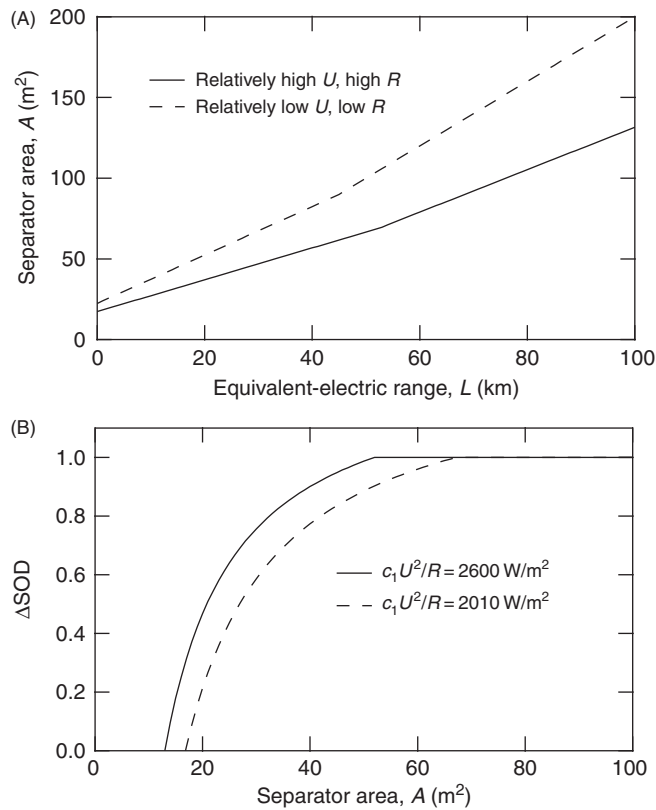 (A)
200
150
100
50
0
Separator area, A (m²)
Relatively high U, high R
Relatively low U, low R
0 20 40 60 80 100
Equivalent-electric range, L (km)
(B)
1.0
0.8
0.6
0.4
0.2
0.0
ΔSOD
c₁U²/R = 2600 W/m²
c₁U²/R = 2010 W/m²
0 20 40 60 80 100
Separator area, A (m²)